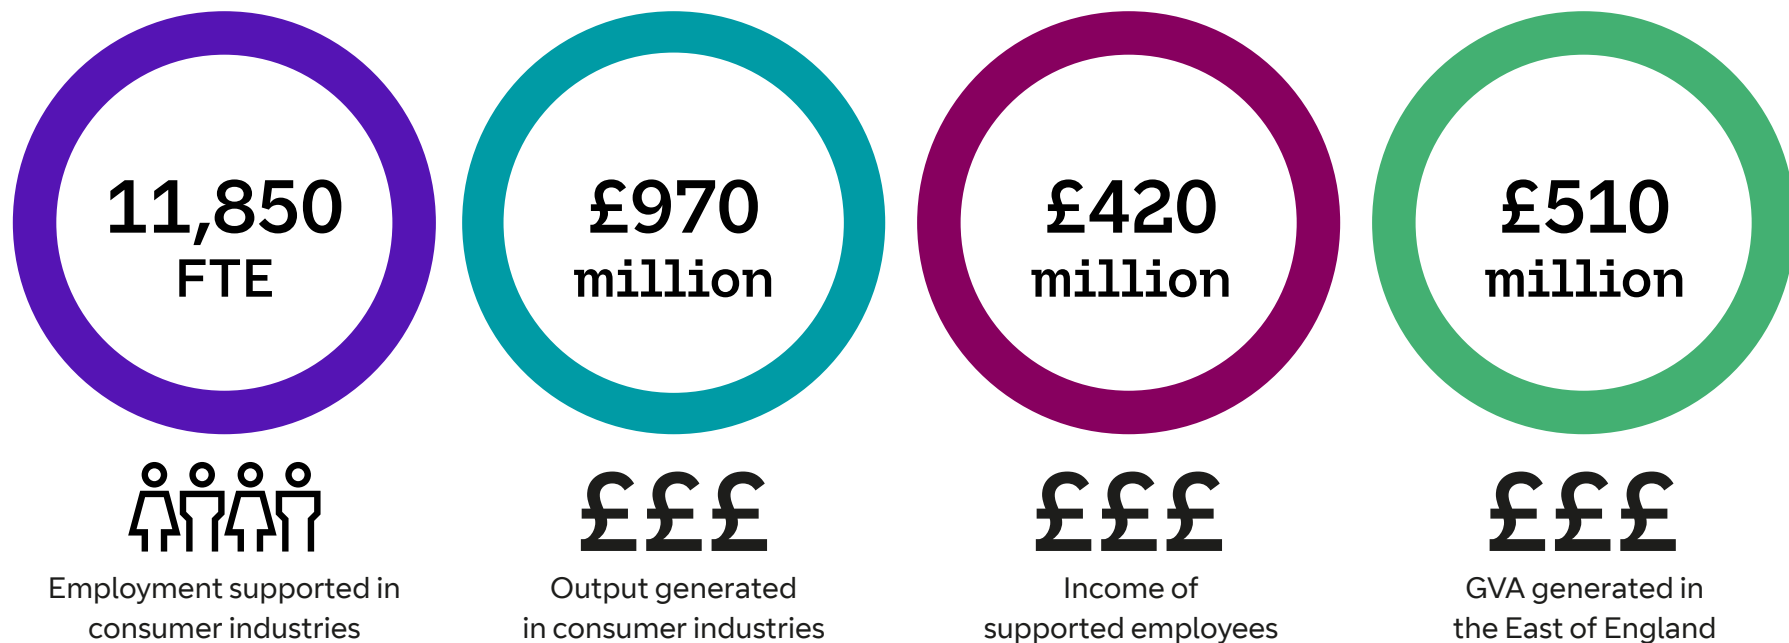 11,850
FTE
£970
million
£420
million
£510
million
£££
£££
£££
Employment supported in
consumer industries
Output generated
in consumer industries
Income of
supported employees
GVA generated in
the East of England